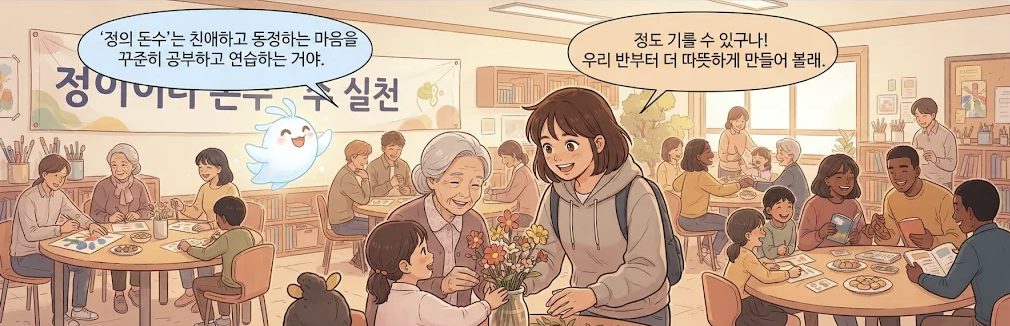 '정의 돈수'는 친애하고 동정하는 마음을
꾸준히 공부하고 연습하는 거야.
정도 기를 수 있구나!
우리 반부터 더 따뜻하게 만들어 볼래.
실천